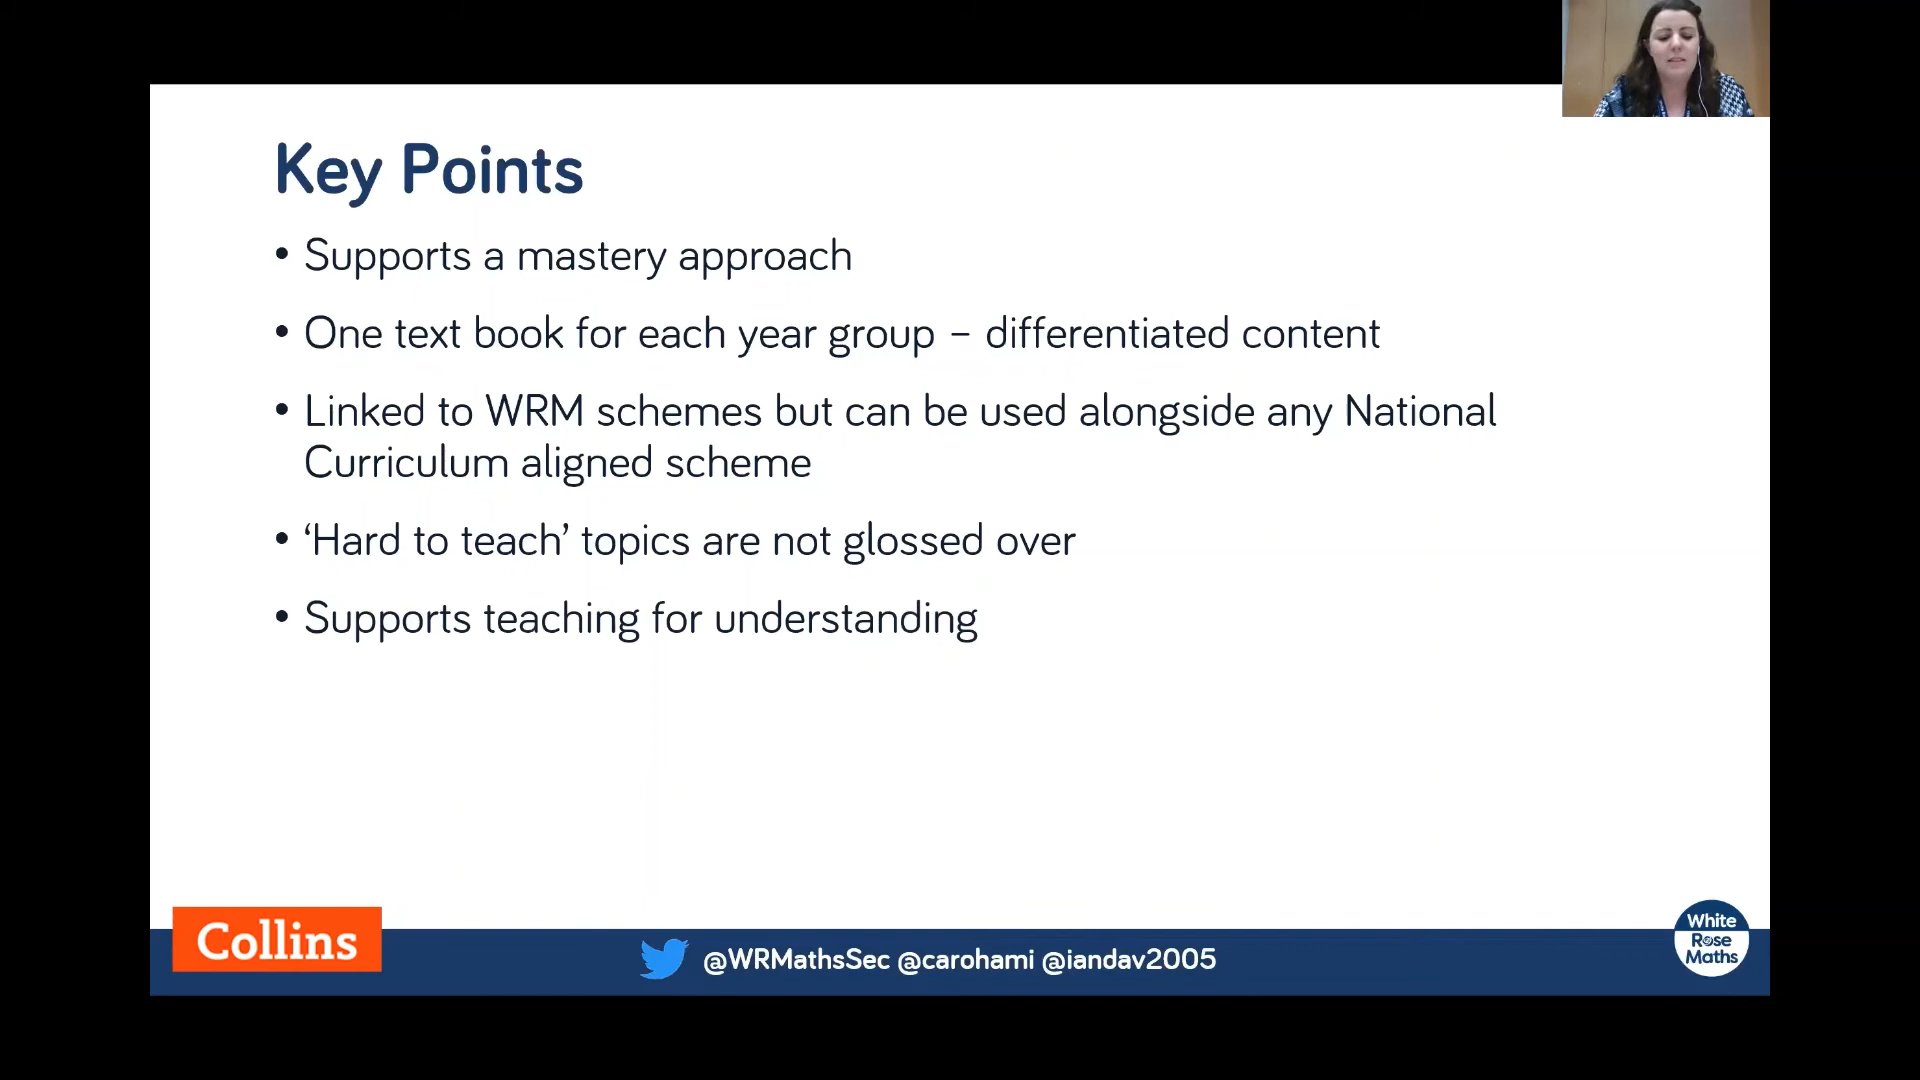 Key Points
• Supports a mastery approach
• One text book for each year group – differentiated content
• Linked to WRM schemes but can be used alongside any National
Curriculum aligned scheme
• ‘Hard to teach’ topics are not glossed over
• Supports teaching for understanding
Collins
@WRMathsSec @carohami @iandav2005
White
Rose
Maths